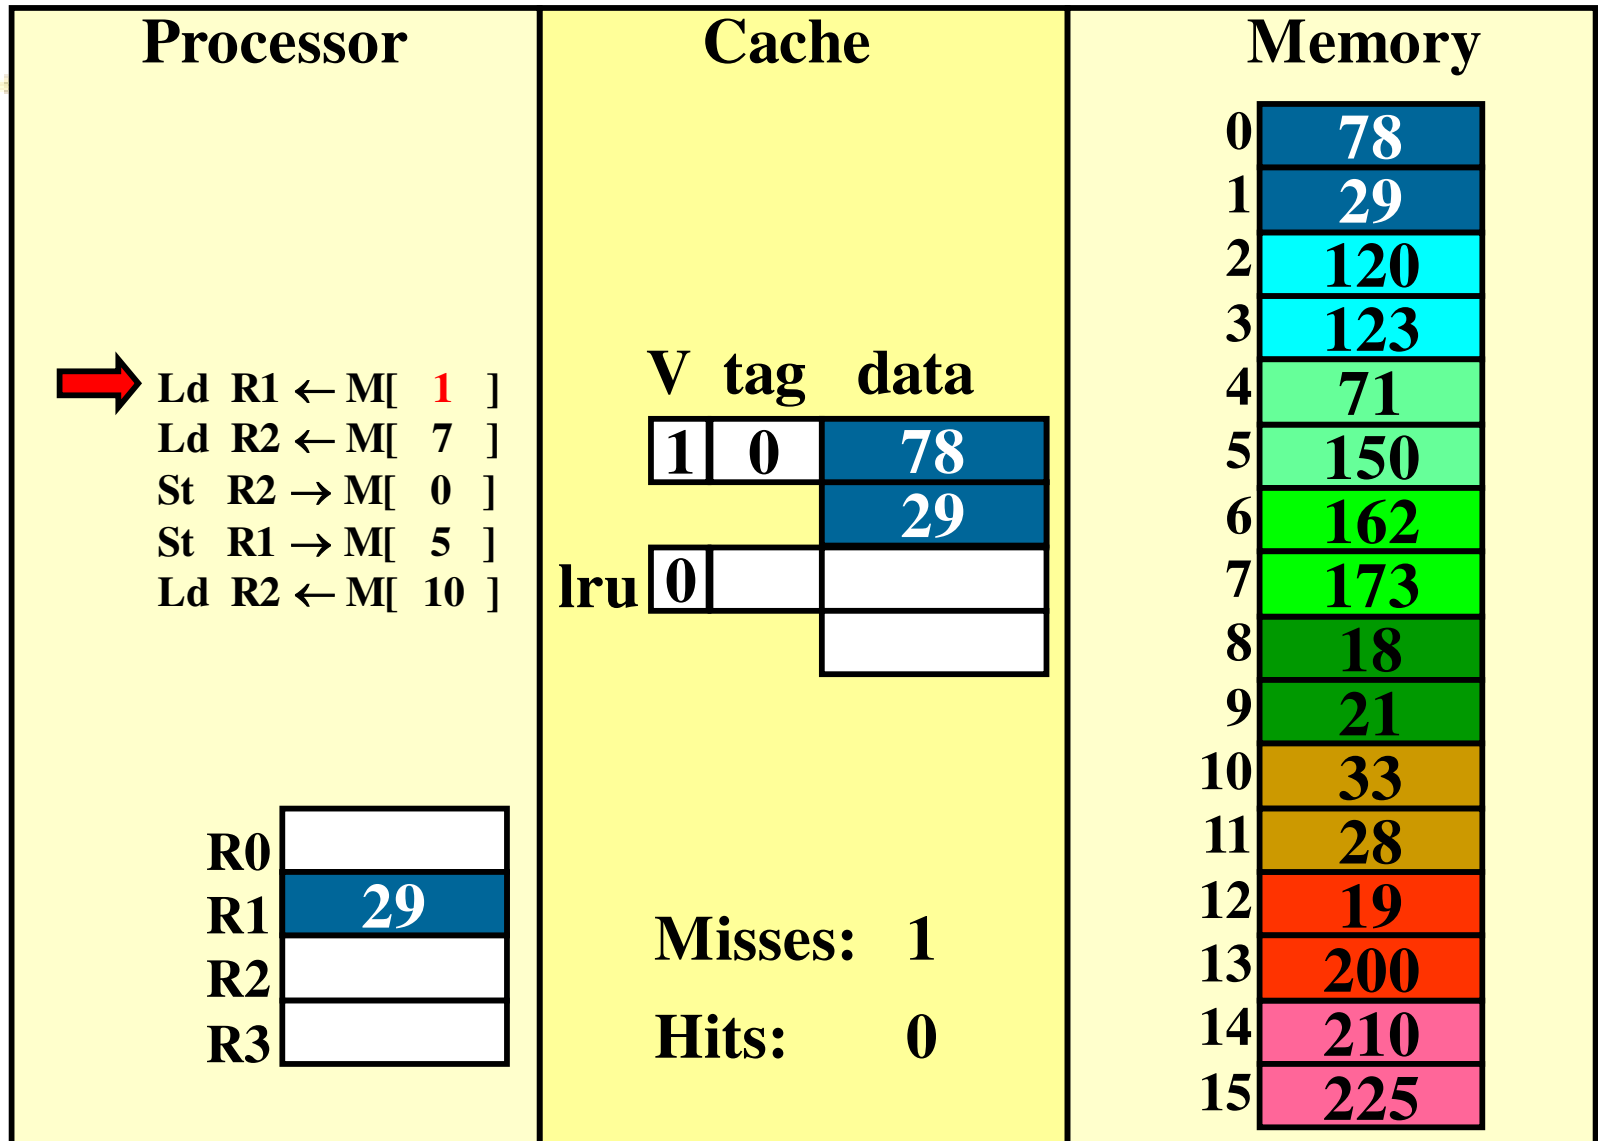 Processor
Ld R1 ← M[ 1 ]
Ld R2 ← M[ 7 ]
St R2 → M[ 0 ]
St R1 → M[ 5 ]
Ld R2 ← M[ 10 ]
R0
R1 29
R2
R3
Cache
V tag data
1 0 78
29
lru 0
Misses: 1
Hits: 0
Memory
0 78
1 29
2 120
3 123
4 71
5 150
6 162
7 173
8 18
9 21
10 33
11 28
12 19
13 200
14 210
15 225